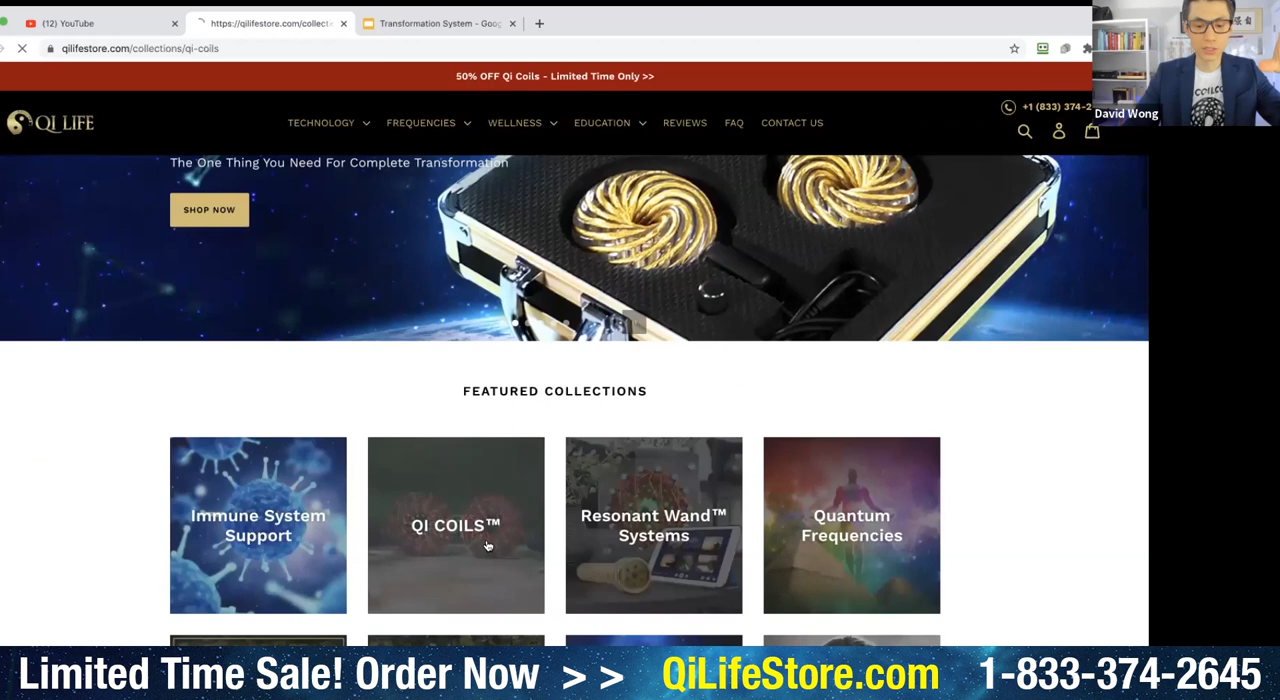 (12) YouTube
https://qilifestore.com/collecti
Transformation System - Goog
qilifestore.com/collections/qi-coils
50% OFF Qi Coils - Limited Time Only >>
QI LIFE
TECHNOLOGY
FREQUENCIES
WELLNESS
EDUCATION
REVIEWS
FAQ
CONTACT US
+1 (833) 374-2
David Wong
The One Thing You Need For Complete Transformation
SHOP NOW
FEATURED COLLECTIONS
Immune System
Support
QI COILS™
Resonant Wand™
Systems
Quantum
Frequencies
Limited Time Sale! Order Now > > QiLifeStore.com 1-833-374-2645